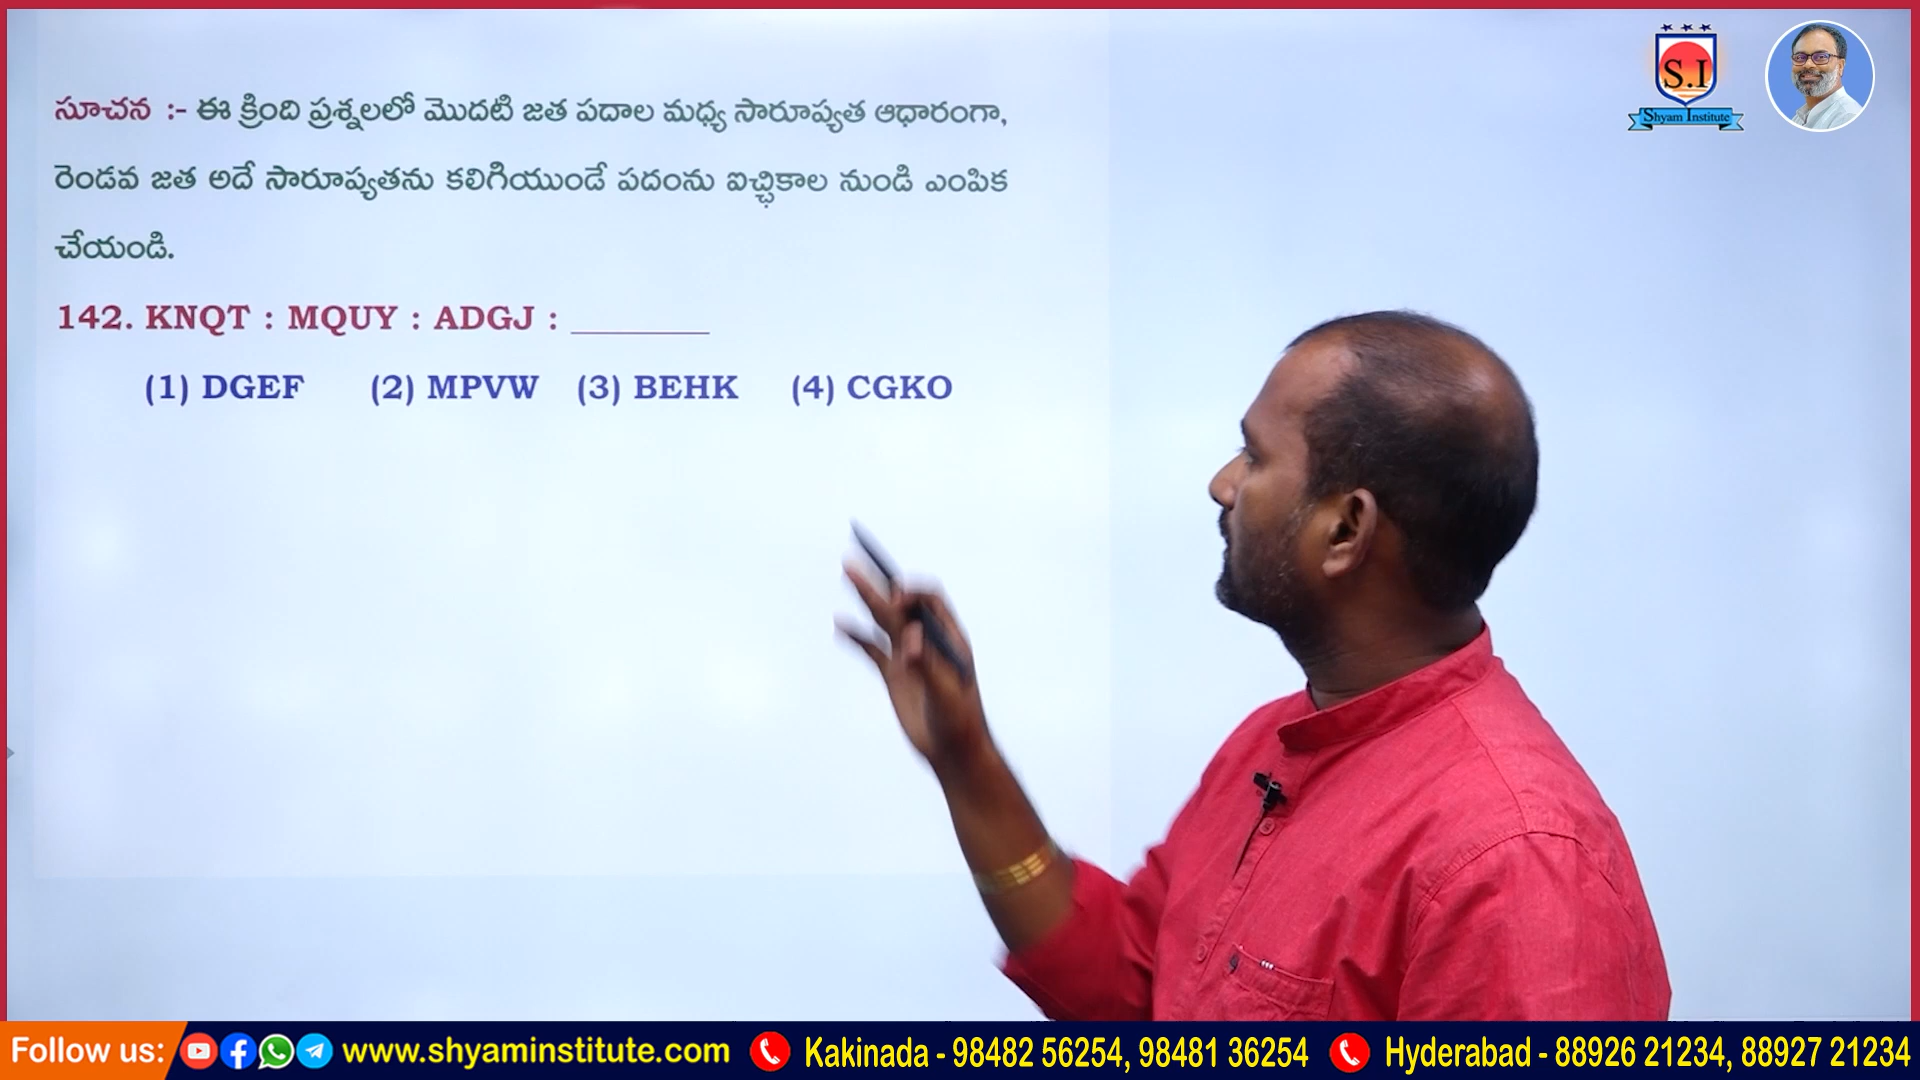 S.I
Shyam Institute
సూచన :- ఈ క్రింది ప్రశ్నలలో మొదటి జత పదాల మధ్య సారూప్యత ఆధారంగా,
రెండవ జత అదే సారూప్యతను కలిగియుండే పదంను ఐచ్ఛికాల నుండి ఎంపిక
చేయండి.
142. KNQT : MQUY : ADGJ : ________
(1) DGEF (2) MPVW (3) BEHK (4) CGKO
Follow us: www.shyaminstitute.com Kakinada - 98482 56254, 98481 36254 Hyderabad - 88926 21234, 88927 21234